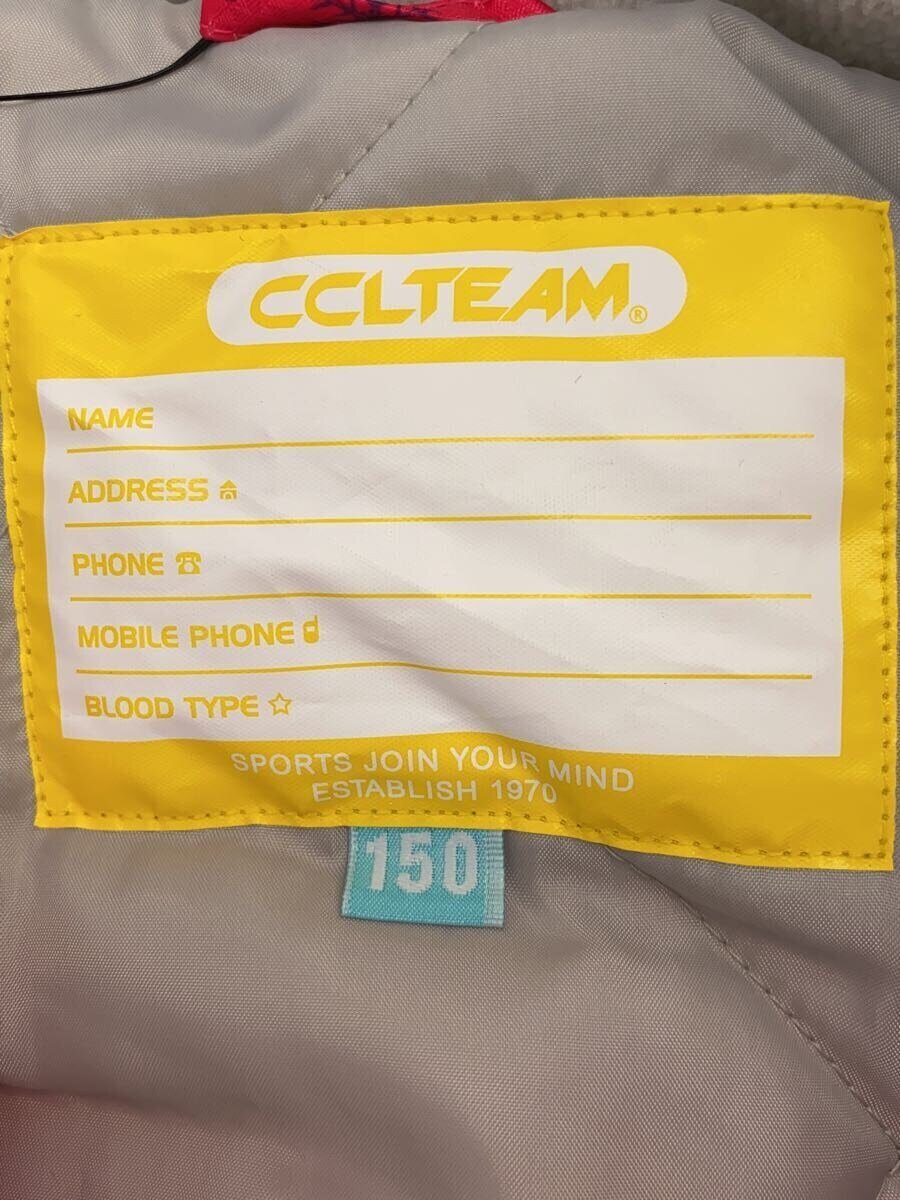 CCLTEAM®
NAME
ADDRESS
PHONE
MOBILE PHONE
BLOOD TYPE
SPORTS JOIN YOUR MIND
ESTABLISH 1970
150